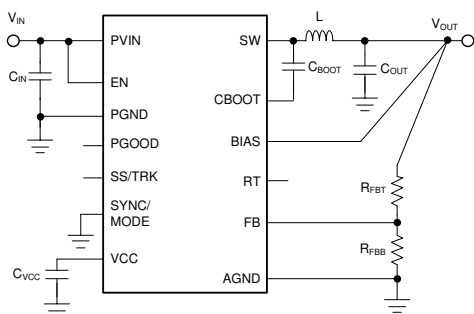 VIN
PVIN
SW
L
VOUT
CIN
EN
CBOOT
COUT
PGND
CBOOT
PGOOD
BIAS
SS/TRK
RT
RFBT
SYNC/
MODE
FB
VCC
RFBB
CVCC
AGND